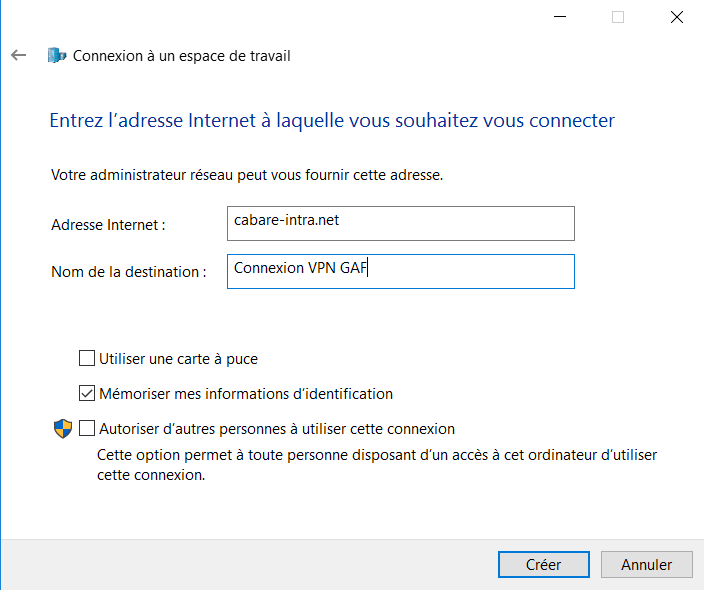 Connexion à un espace de travail
Entrez l’adresse Internet à laquelle vous souhaitez vous connecter
Votre administrateur réseau peut vous fournir cette adresse.
Adresse Internet : cabare-intra.net
Nom de la destination : Connexion VPN GAF
Utiliser une carte à puce
Mémoriser mes informations d’identification
Autoriser d’autres personnes à utiliser cette connexion
Cette option permet à toute personne disposant d’un accès à cet ordinateur d’utiliser
cette connexion.
Créer Annuler